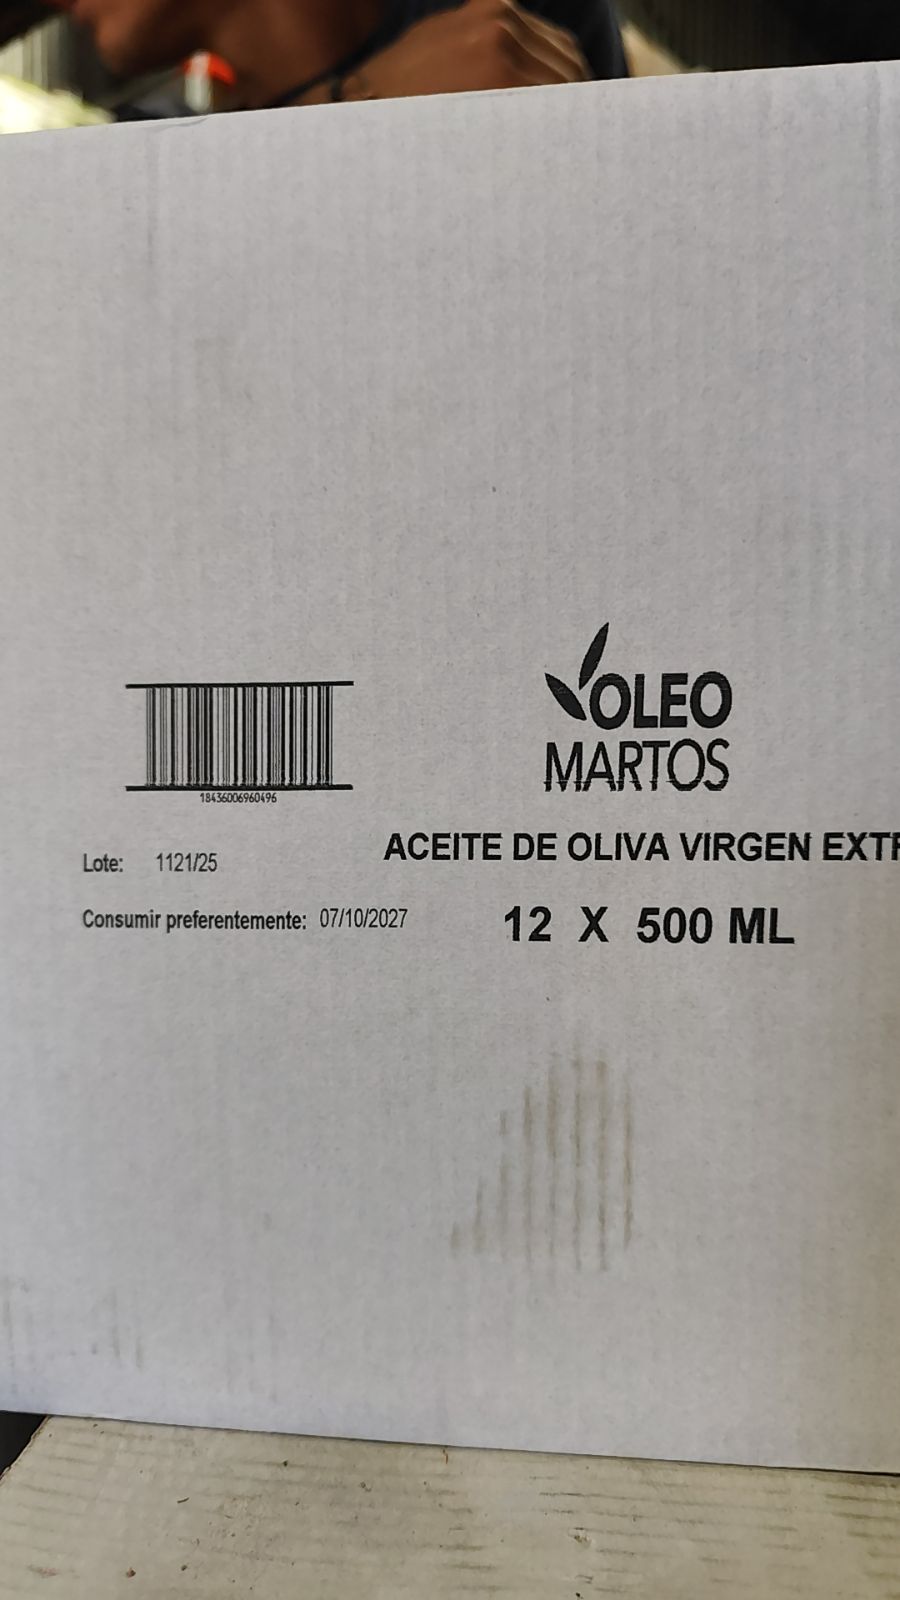 OLEO
MARTOS
18436006960496
ACEITE DE OLIVA VIRGEN EXTR
Lote: 1121/25
Consumir preferentemente: 07/10/2027
12 X 500 ML